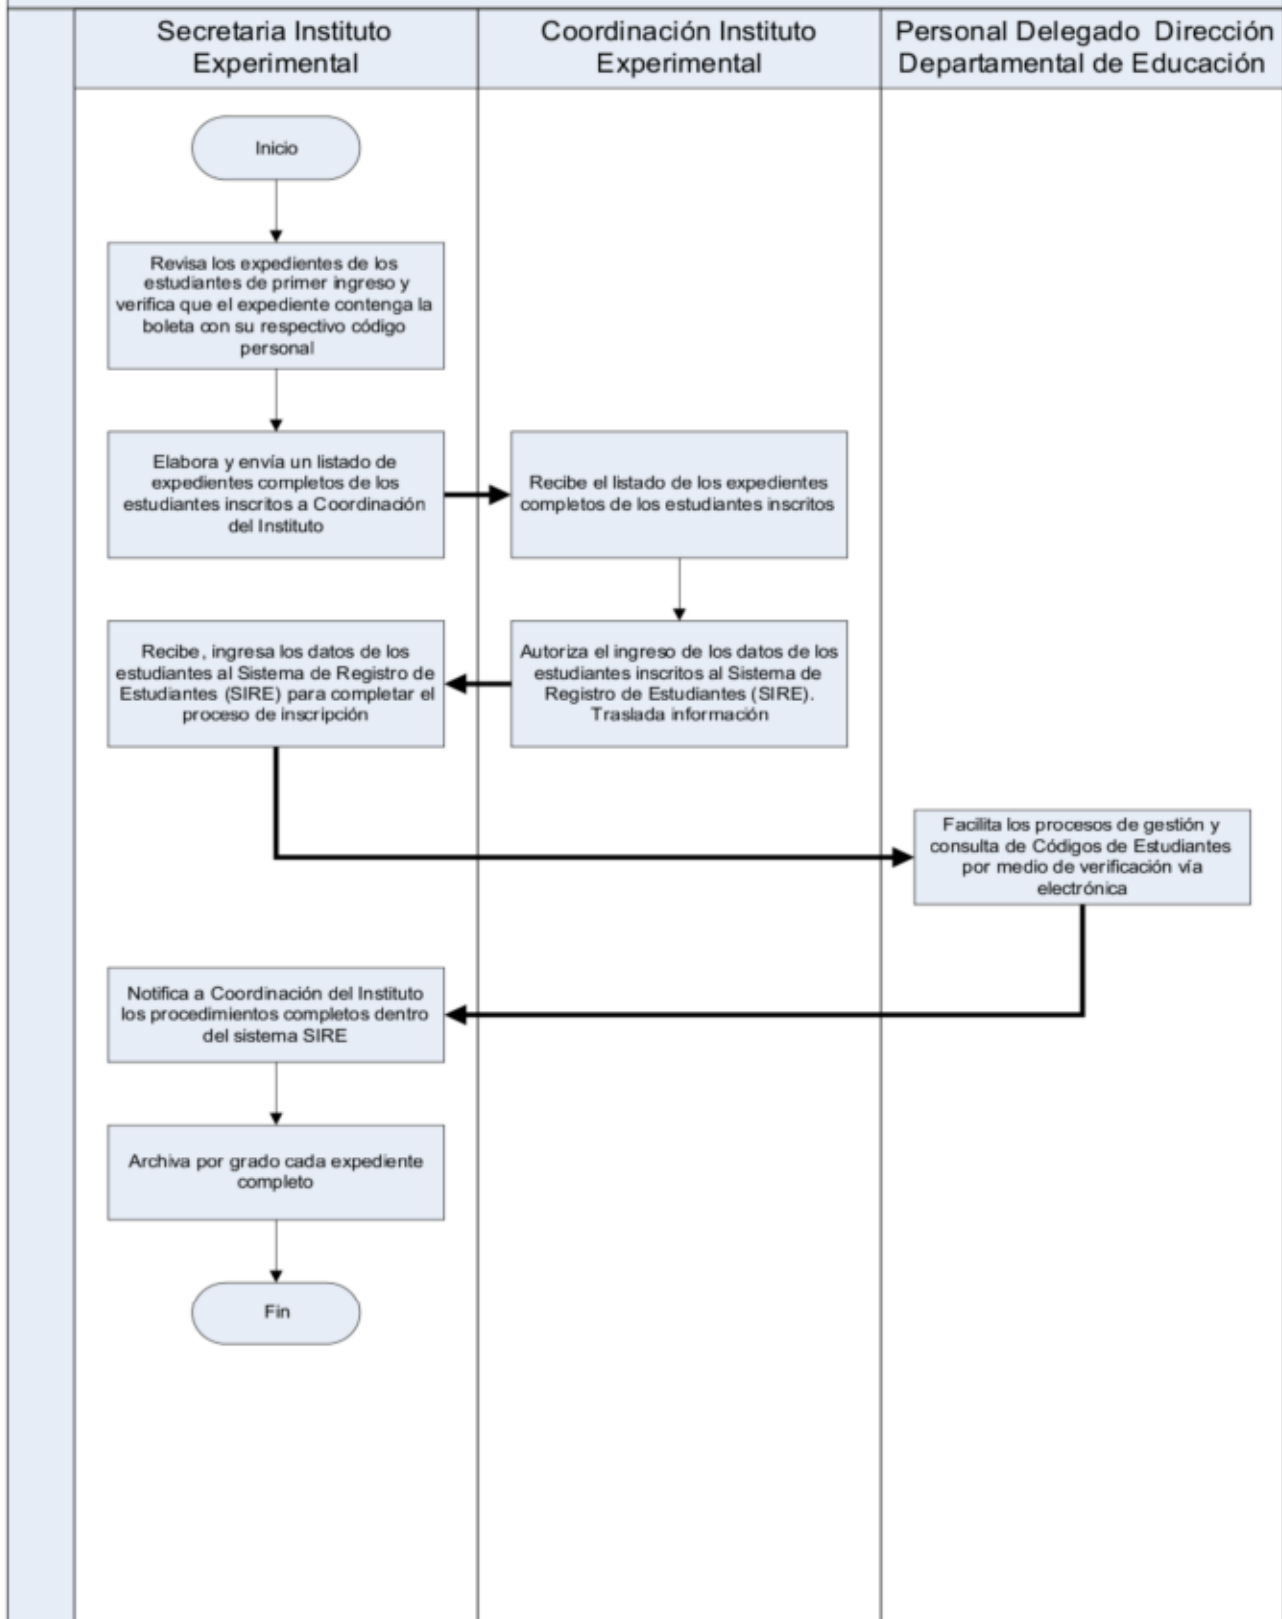 Secretaria Instituto
Experimental
Coordinación Instituto
Experimental
Personal Delegado Dirección
Departamental de Educación
Inicio
Revisa los expedientes de los
estudiantes de primer ingreso y
verifica que el expediente contenga la
boleta con su respectivo código
personal
Elabora y envía un listado de
expedientes completos de los
estudiantes inscritos a Coordinación
del Instituto
Recibe el listado de los expedientes
completos de los estudiantes inscritos
Autoriza el ingreso de los datos de los
estudiantes inscritos al Sistema de
Registro de Estudiantes (SIRE).
Traslada información
Recibe, ingresa los datos de los
estudiantes al Sistema de Registro de
Estudiantes (SIRE) para completar el
proceso de inscripción
Facilita los procesos de gestión y
consulta de Códigos de Estudiantes
por medio de verificación vía
electrónica
Notifica a Coordinación del Instituto
los procedimientos completos dentro
del sistema SIRE
Archiva por grado cada expediente
completo
Fin